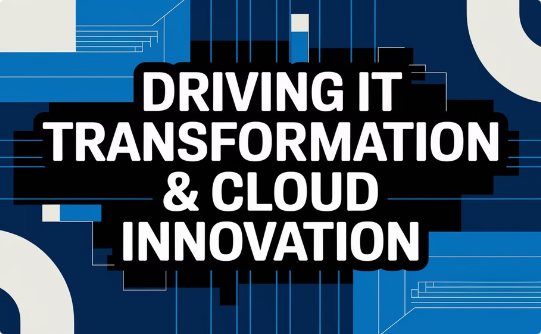 DRIVING IT
TRANSFORMATION
& CLOUD
INNOVATION